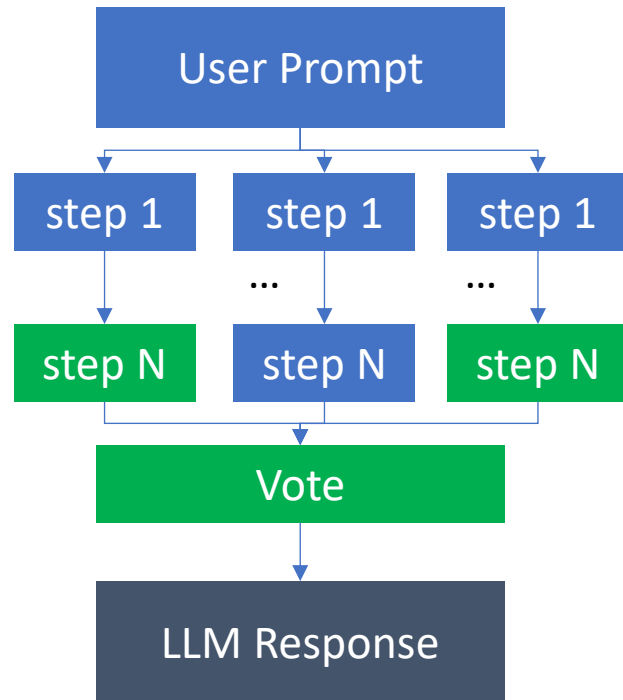 User Prompt
step 1 step 1 step 1
... ...
step N step N step N
Vote
LLM Response